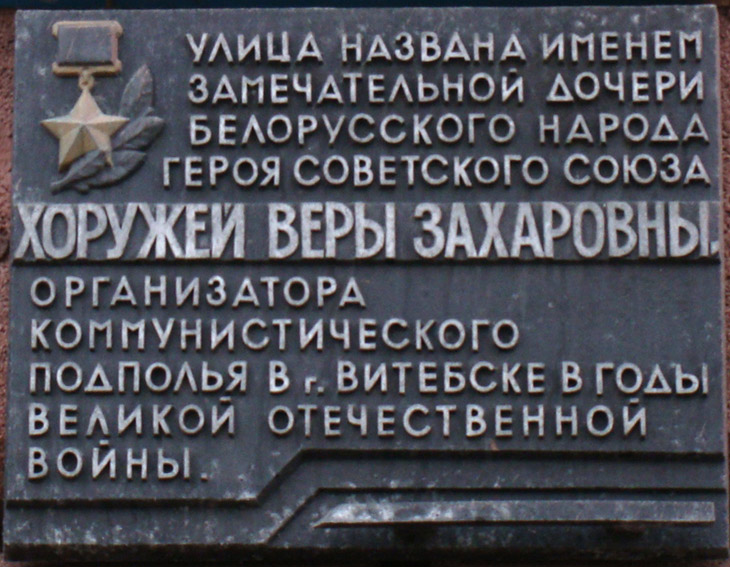 УЛИЦА НАЗВАНА ИМЕНЕМ
ЗАМЕЧАТЕЛЬНОЙ ДОЧЕРИ
БЕЛОРУССКОГО НАРОДА
ГЕРОЯ СОВЕТСКОГО СОЮЗА
ХОРУЖЕЙ ВЕРЫ ЗАХАРОВНЫ,
ОРГАНИЗАТОРА
КОММУНИСТИЧЕСКОГО
ПОДПОЛЬЯ В г. ВИТЕБСКЕ В ГОДЫ
ВЕЛИКОЙ ОТЕЧЕСТВЕННОЙ
ВОЙНЫ.